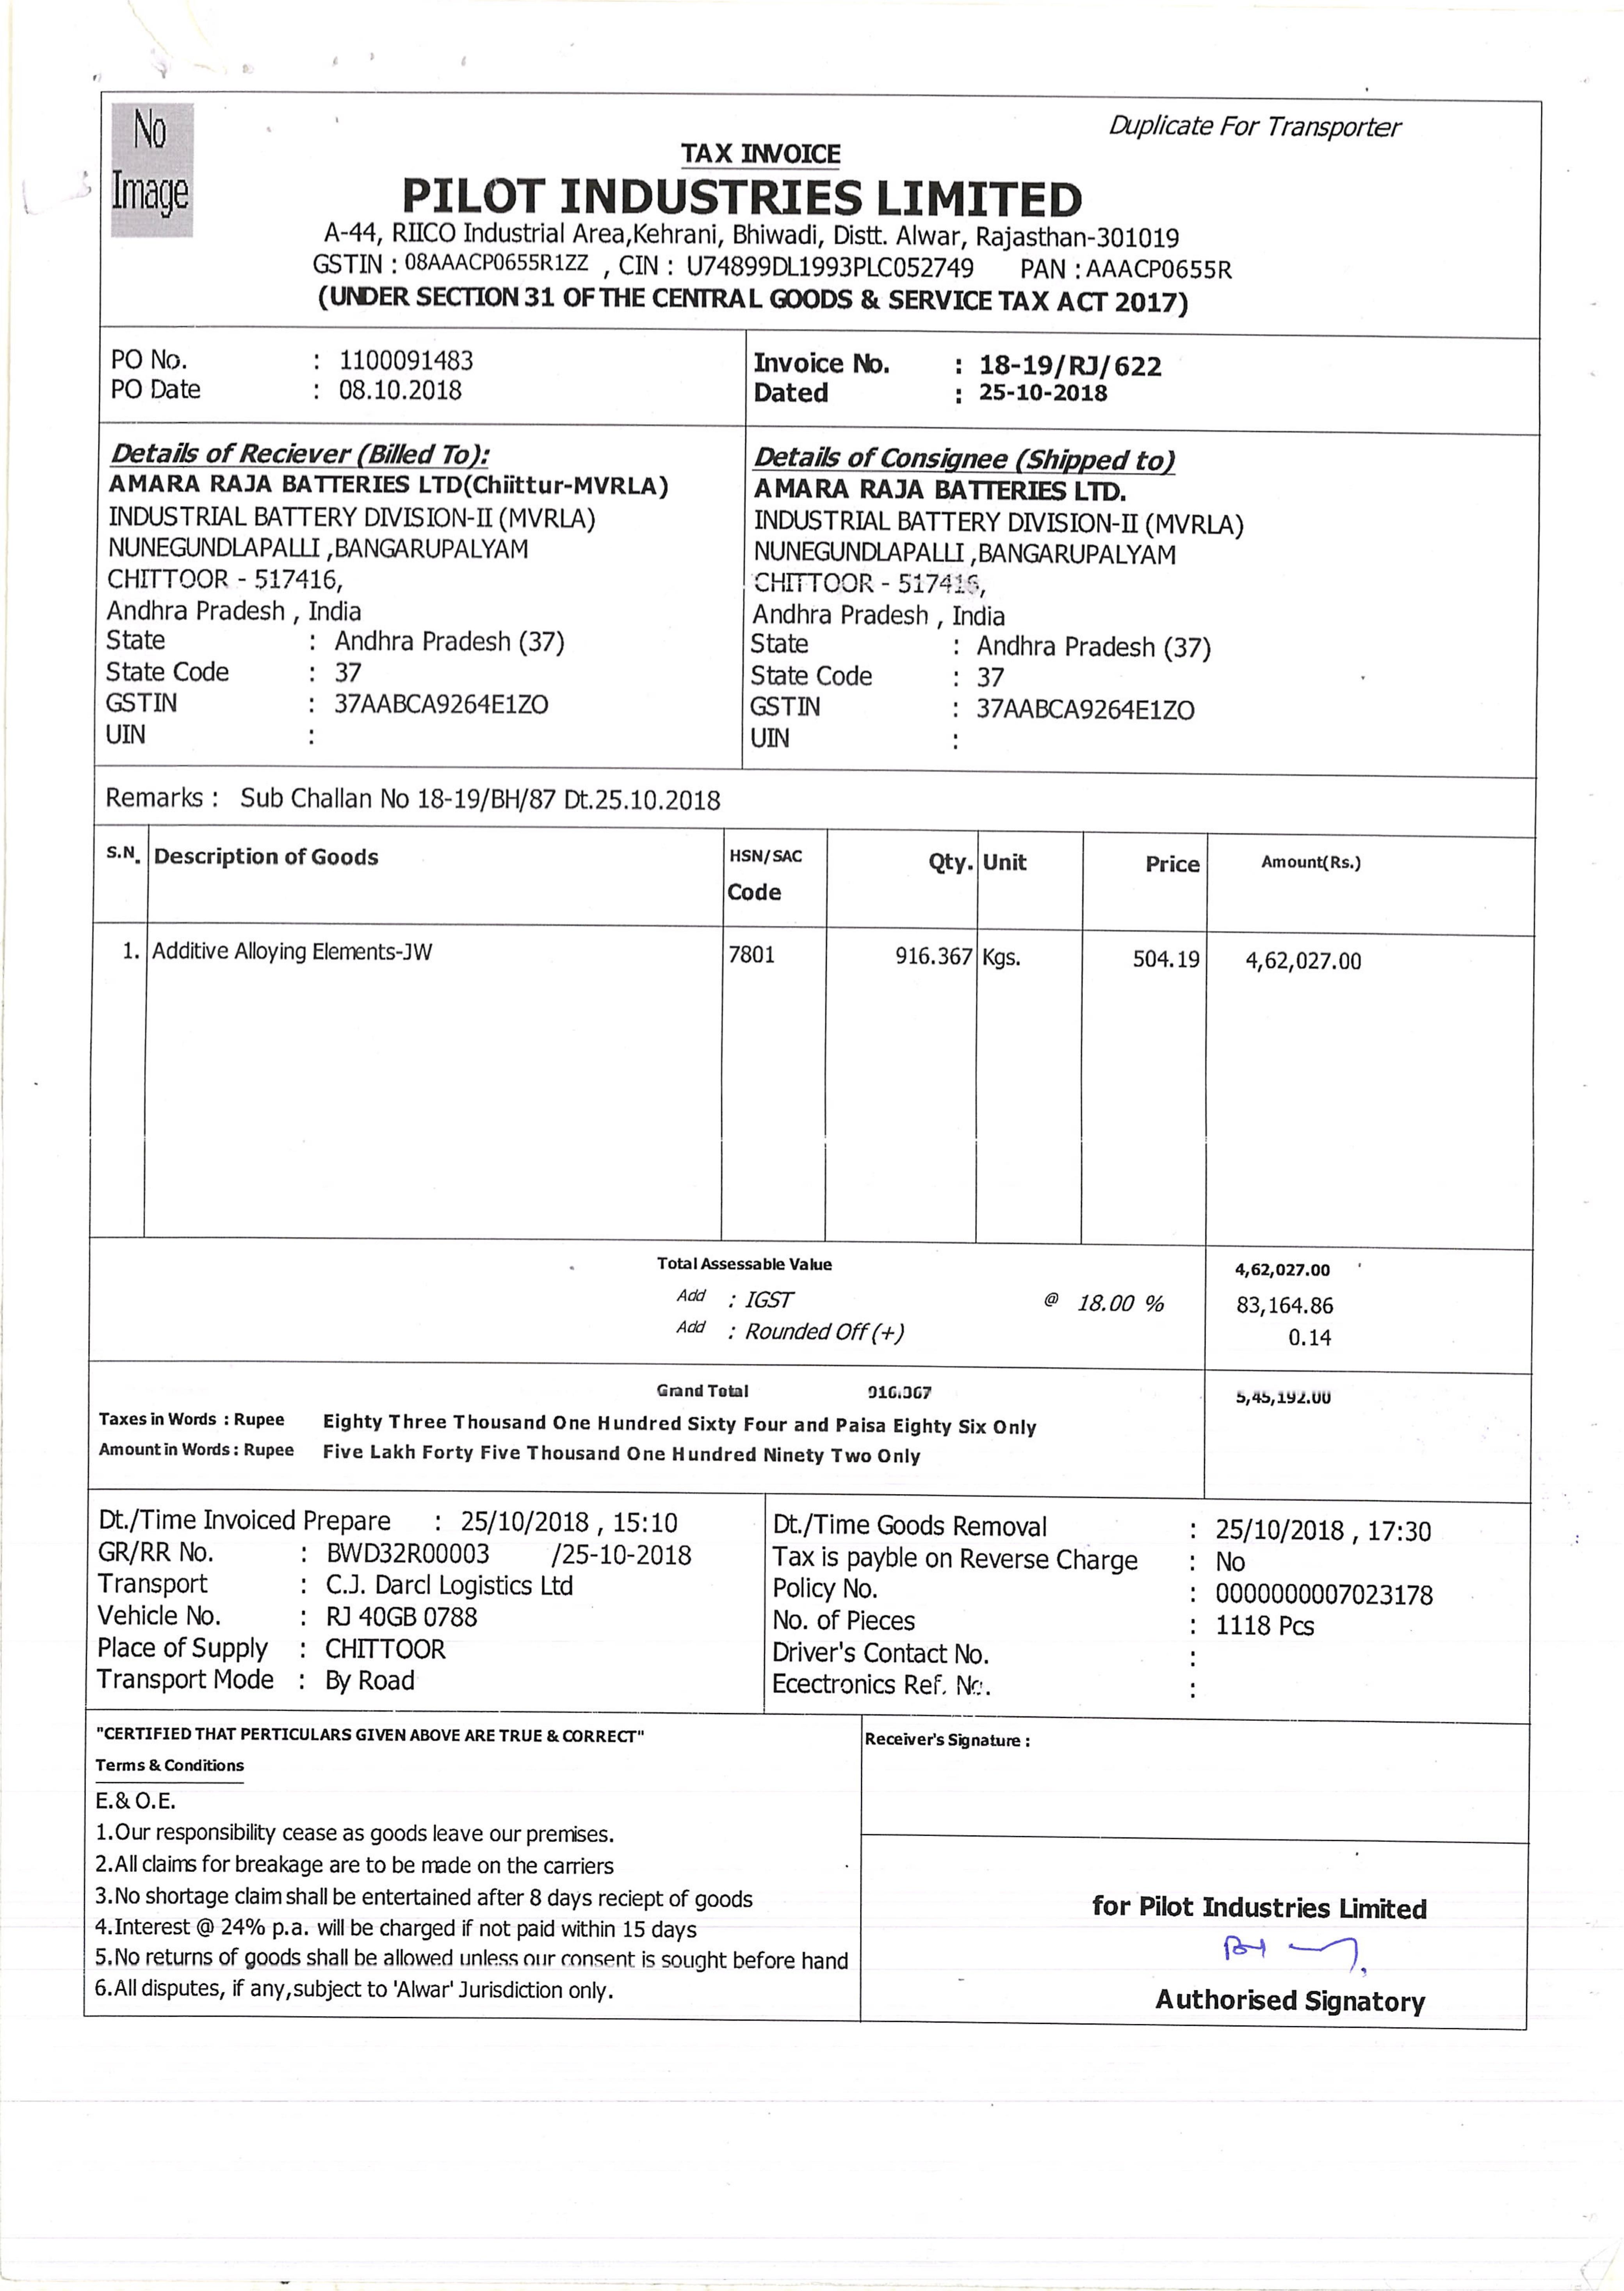 No
Image
Duplicate For Transporter
TAX INVOICE
PILOT INDUSTRIES LIMITED
A-44, RIICO Industrial Area,Kehrani, Bhiwadi, Distt. Alwar, Rajasthan-301019
GSTIN : 08AAACP0655R1ZZ , CIN : U74899DL1993PLC052749 PAN : AAACP0655R
(UNDER SECTION 31 OF THE CENTRAL GOODS & SERVICE TAX ACT 2017)
PO No. : 1100091483
PO Date : 08.10.2018
Invoice No. : 18-19/RJ/622
Dated : 25-10-2018
Details of Reciever (Billed To):
AMARA RAJA BATTERIES LTD(Chiittur-MVRLA)
INDUSTRIAL BATTERY DIVISION-II (MVRLA)
NUNEGUNDLAPALLI ,BANGARUPALYAM
CHITTOOR - 517416,
Andhra Pradesh , India
State : Andhra Pradesh (37)
State Code : 37
GSTIN : 37AABCA9264E1ZO
UIN :
Details of Consignee (Shipped to)
AMARA RAJA BATTERIES LTD.
INDUSTRIAL BATTERY DIVISION-II (MVRLA)
NUNEGUNDLAPALLI ,BANGARUPALYAM
CHITTOOR - 517416,
Andhra Pradesh , India
State : Andhra Pradesh (37)
State Code : 37
GSTIN : 37AABCA9264E1ZO
UIN :
Remarks : Sub Challan No 18-19/BH/87 Dt.25.10.2018
S.N. Description of Goods HSN/SAC Code Qty. Unit Price Amount(Rs.)
1. Additive Alloying Elements-JW 7801 916.367 Kgs. 504.19 4,62,027.00
Total Assessable Value 4,62,027.00
Add : IGST @ 18.00 % 83,164.86
Add : Rounded Off (+) 0.14
Grand Total 916.367 5,45,192.00
Taxes in Words : Rupee Eighty Three Thousand One Hundred Sixty Four and Paisa Eighty Six Only
Amount in Words : Rupee Five Lakh Forty Five Thousand One Hundred Ninety Two Only
Dt./Time Invoiced Prepare : 25/10/2018 , 15:10
GR/RR No. : BWD32R00003 /25-10-2018
Transport : C.J. Darcl Logistics Ltd
Vehicle No. : RJ 40GB 0788
Place of Supply : CHITTOOR
Transport Mode : By Road
Dt./Time Goods Removal : 25/10/2018 , 17:30
Tax is payble on Reverse Charge : No
Policy No. : 0000000007023178
No. of Pieces : 1118 Pcs
Driver's Contact No. :
Ecectronics Ref. No. :
"CERTIFIED THAT PERTICULARS GIVEN ABOVE ARE TRUE & CORRECT"
Terms & Conditions
E.& O.E.
1.Our responsibility cease as goods leave our premises.
2.All claims for breakage are to be made on the carriers
3.No shortage claim shall be entertained after 8 days reciept of goods
4.Interest @ 24% p.a. will be charged if not paid within 15 days
5.No returns of goods shall be allowed unless our consent is sought before hand
6.All disputes, if any,subject to 'Alwar' Jurisdiction only.
Receiver's Signature :
for Pilot Industries Limited
Authorised Signatory